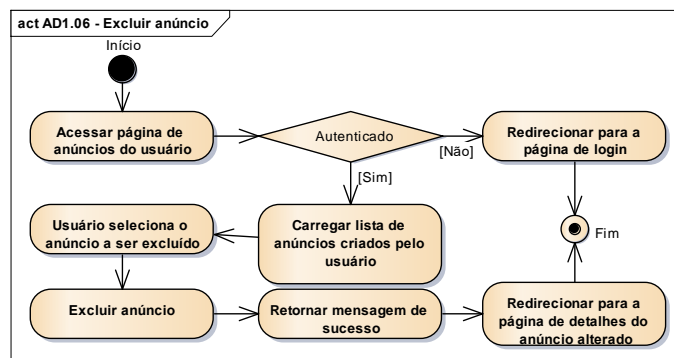 act AD1.06 - Excluir anúncio
Início
Acessar página de
anúncios do usuário
Autenticado
[Não]
Redirecionar para a
página de login
[Sim]
Usuário seleciona o
anúncio a ser excluído
Carregar lista de
anúncios criados pelo
usuário
Fim
Excluir anúncio
Retornar mensagem de
sucesso
Redirecionar para a
página de detalhes do
anúncio alterado